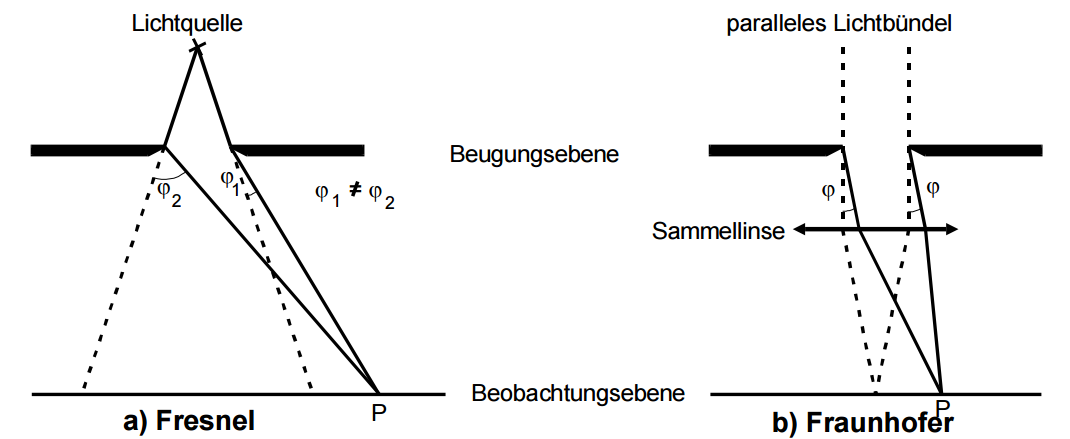 Lichtquelle
paralleles Lichtbündel
Beugungsebene
φ2
φ1
φ1 ≠ φ2
φ
φ
Sammellinse
Beobachtungsebene
P
P
a) Fresnel
b) Fraunhofer